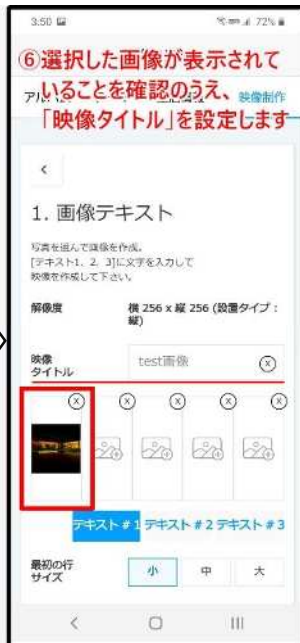 3:50
72%
⑥選択した画像が表示されて
いることを確認のうえ、
「映像タイトル」を設定します
映像制作
1. 画像テキスト
写真を選んで画像を作成。
[テキスト1、2、3]に文字を入力して
映像を作成して下さい。
解像度
横 256 x 縦 256 (設置タイプ :
縦)
映像
タイトル
test画像
テキスト # 1 テキスト # 2 テキスト # 3
最初の行
サイズ
小 中 大